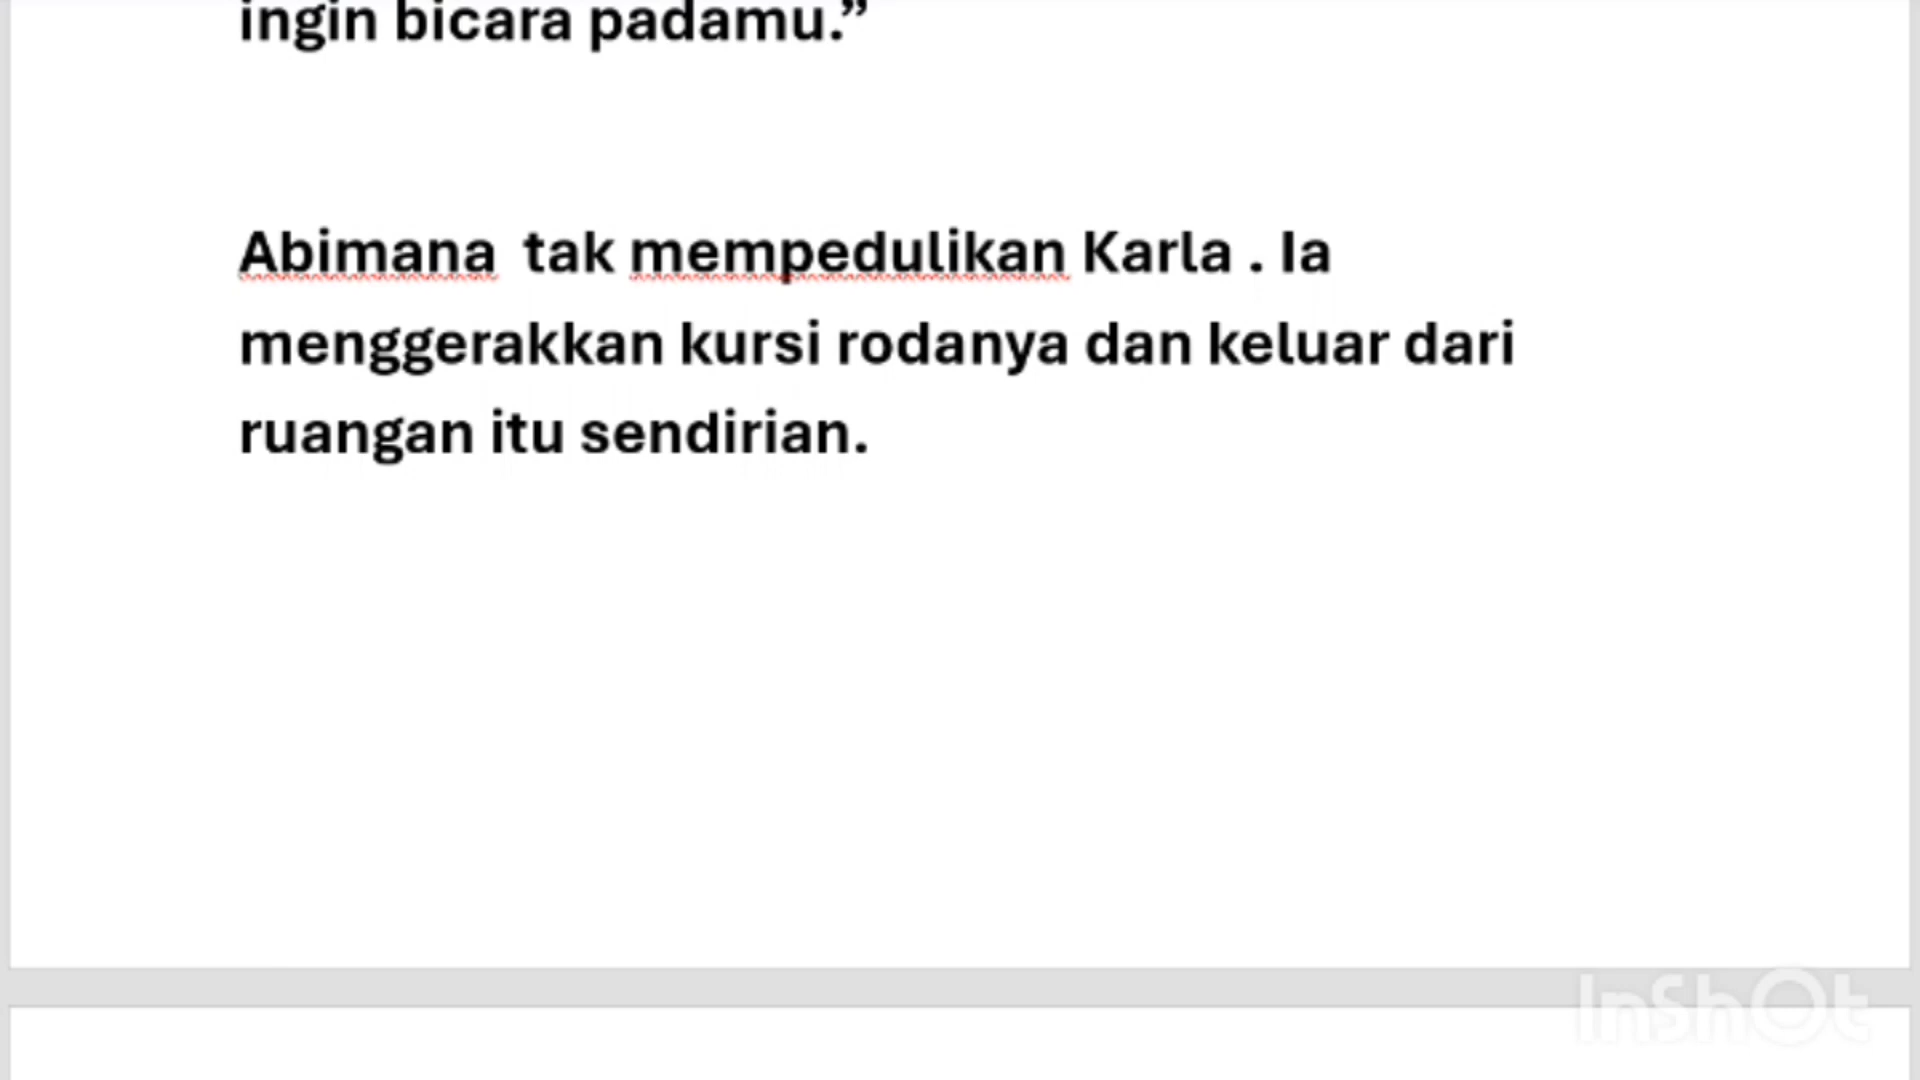 ingin bicara padamu.”
Abimana  tak mempedulikan Karla . Ia
menggerakkan kursi rodanya dan keluar dari
ruangan itu sendirian.
InShOt